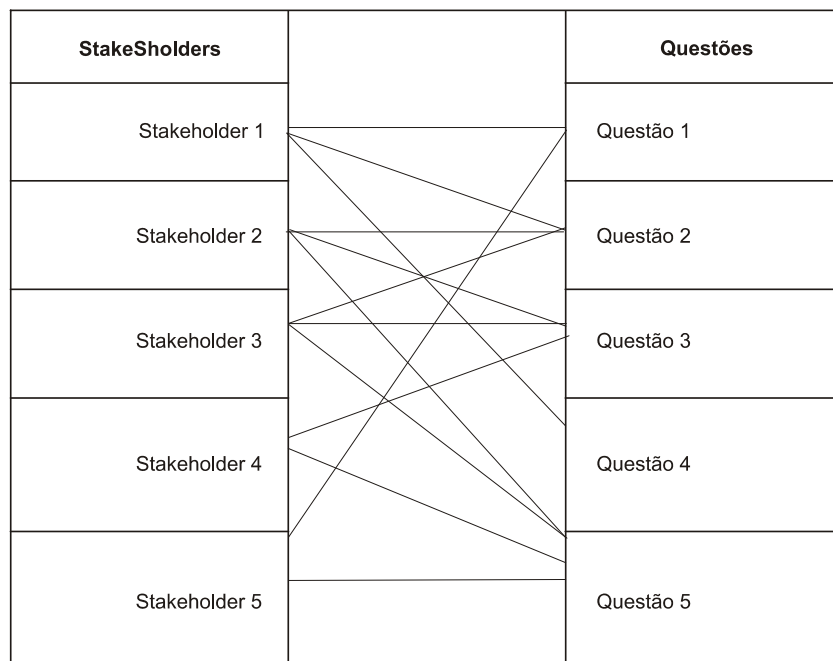 StakeSholders
Questões
Stakeholder 1
Questão 1
Stakeholder 2
Questão 2
Stakeholder 3
Questão 3
Stakeholder 4
Questão 4
Stakeholder 5
Questão 5